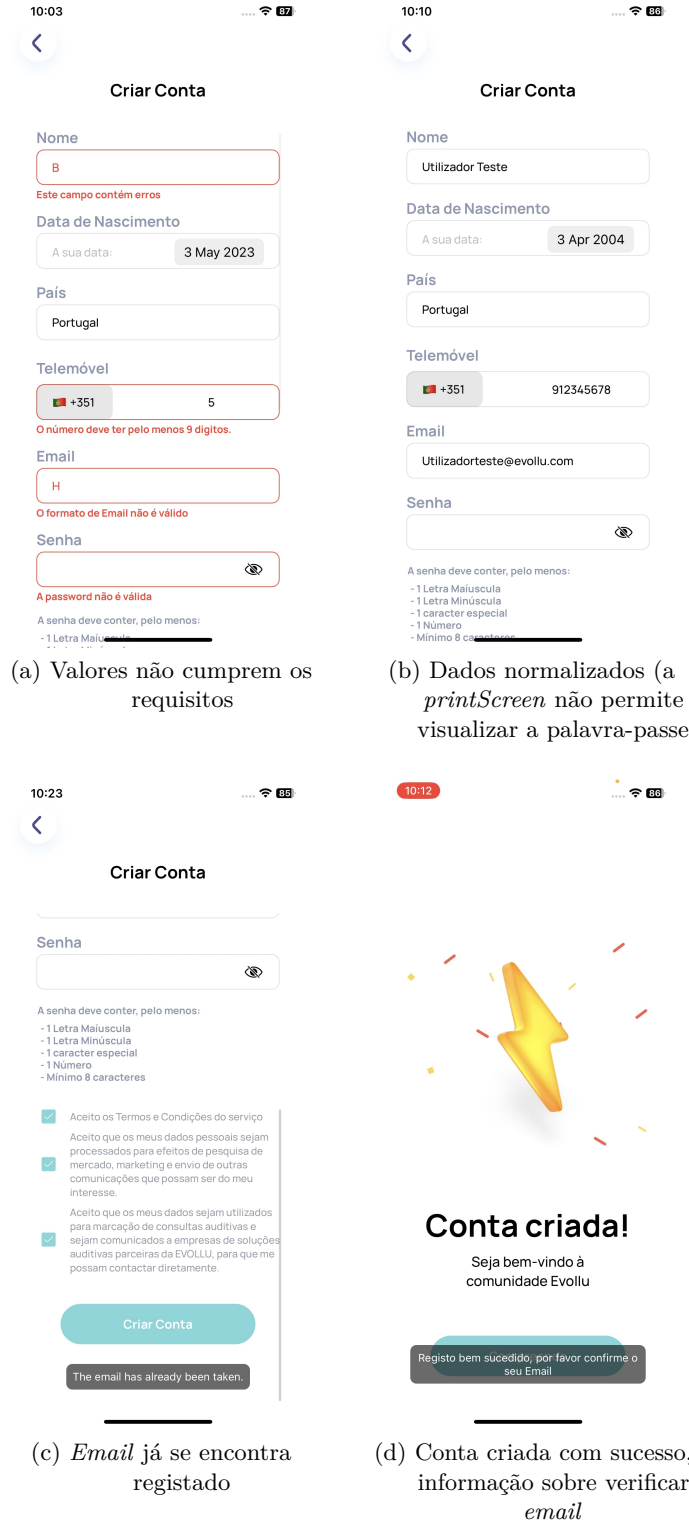 10:03
87
Criar Conta
Nome
B
Este campo contém erros
Data de Nascimento
A sua data:
3 May 2023
País
Portugal
Telemóvel
+351
5
O número deve ter pelo menos 9 digitos.
Email
H
O formato de Email não é válido
Senha
A password não é válida
A senha deve conter, pelo menos:
- 1 Letra Maíuscula
(a) Valores não cumprem os
requisitos
10:10
86
Criar Conta
Nome
Utilizador Teste
Data de Nascimento
A sua data:
3 Apr 2004
País
Portugal
Telemóvel
+351
912345678
Email
Utilizadorteste@evollu.com
Senha
A senha deve conter, pelo menos:
- 1 Letra Maíuscula
- 1 Letra Minúscula
- 1 caracter especial
- 1 Número
- Mínimo 8 caracteres
(b) Dados normalizados (a
printScreen não permite
visualizar a palavra-passe
10:23
85
Criar Conta
Senha
A senha deve conter, pelo menos:
- 1 Letra Maíuscula
- 1 Letra Minúscula
- 1 caracter especial
- 1 Número
- Mínimo 8 caracteres
Aceito os Termos e Condições do serviço
Aceito que os meus dados pessoais sejam
processados para efeitos de pesquisa de
mercado, marketing e envio de outras
comunicações que possam ser do meu
interesse.
Aceito que os meus dados sejam utilizados
para marcação de consultas auditivas e
sejam comunicados a empresas de soluções
auditivas parceiras da EVOLLU, para que me
possam contactar diretamente.
Criar Conta
The email has already been taken.
(c) Email já se encontra
registado
10:12
86
Conta criada!
Seja bem-vindo à
comunidade Evollu
Registo bem sucedido, por favor confirme o
seu Email
(d) Conta criada com sucesso,
informação sobre verificar
email